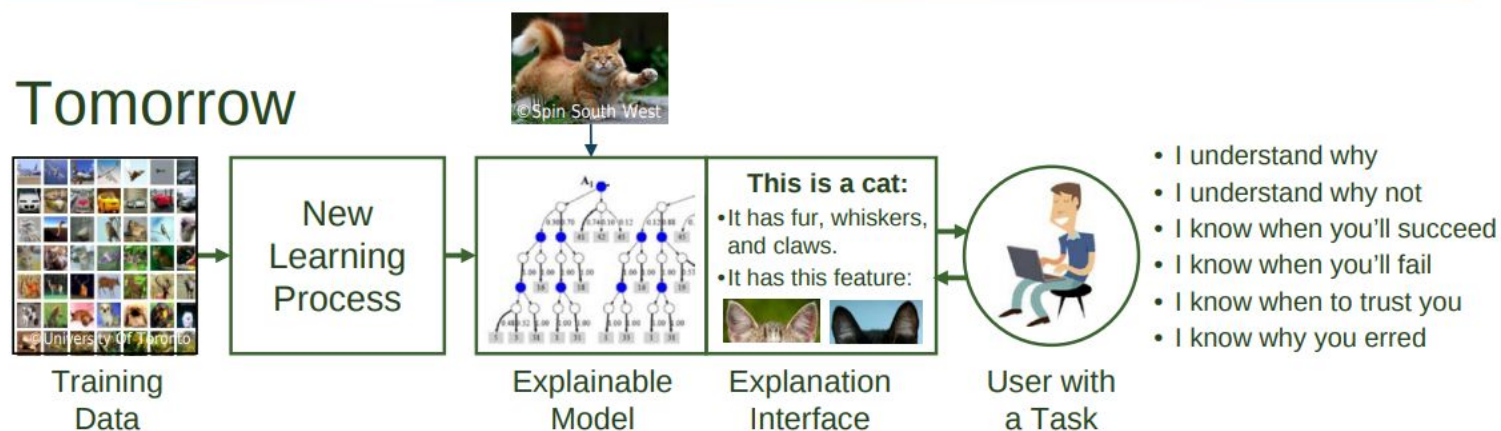 ©Spin South West
Tomorrow
©University Of Toronto
New
Learning
Process
A₁
This is a cat:
•It has fur, whiskers,
and claws.
•It has this feature:
• I understand why
• I understand why not
• I know when you'll succeed
• I know when you'll fail
• I know when to trust you
• I know why you erred
Training
Data
Explainable
Model
Explanation
Interface
User with
a Task